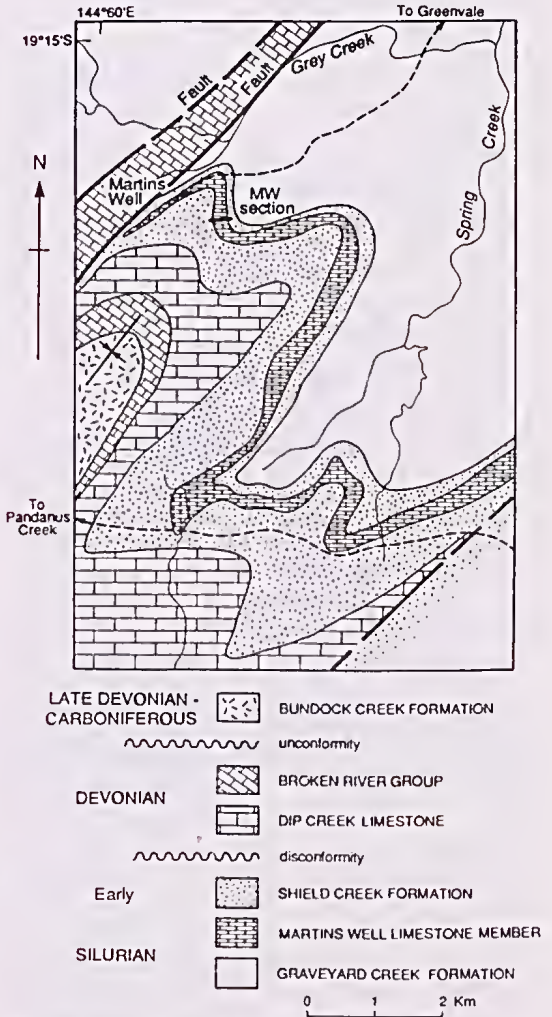 144°60'E
To Greenvale
19°15'S
Grey Creek
Fault
Fault
Spring Creek
N
Martins
Well
MW
section
To
Pandanus
Creek
LATE DEVONIAN -
CARBONIFEROUS
BUNDOCK CREEK FORMATION
unconformity
BROKEN RIVER GROUP
DEVONIAN
DIP CREEK LIMESTONE
?
disconformity
Early
SHIELD CREEK FORMATION
MARTINS WELL LIMESTONE MEMBER
SILURIAN
GRAVEYARD CREEK FORMATION
0 1 2 Km